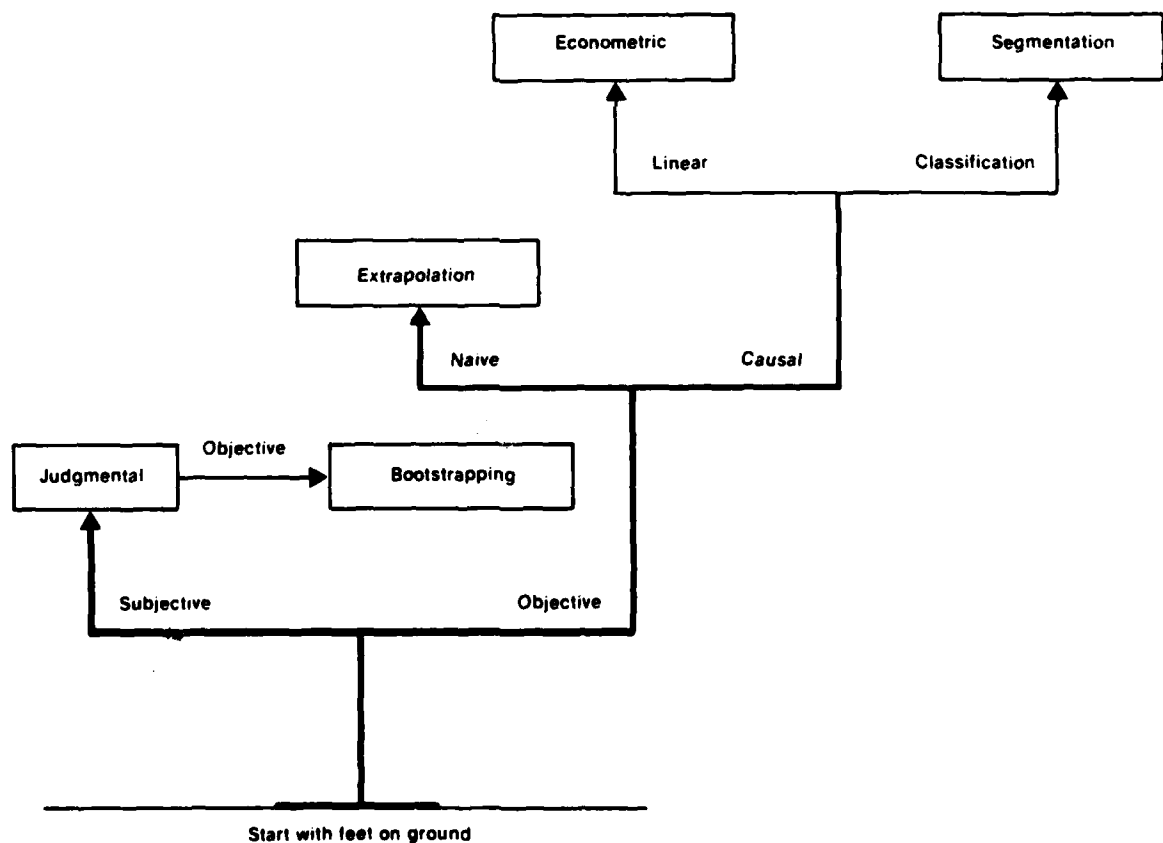 Econometric
Segmentation
Linear
Classification
Extrapolation
Naive
Causal
Objective
Judgmental
Bootstrapping
Subjective
Objective
Start with feet on ground